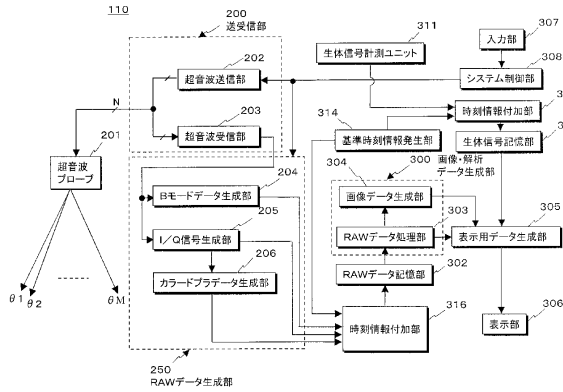 110
200
送受信部
202
超音波送信部
203
超音波受信部
N
201
超音波
プローブ
θ1
θ2
θM
204
Bモードデータ生成部
205
I/Q信号生成部
206
カラードプラデータ生成部
250
RAWデータ生成部
311
生体信号計測ユニット
307
入力部
308
システム制御部
3
時刻情報付加部
314
基準時刻情報発生部
3
生体信号記憶部
300
画像・解析
データ生成部
304
画像データ生成部
303
RAWデータ処理部
305
表示用データ生成部
302
RAWデータ記憶部
316
時刻情報付加部
306
表示部